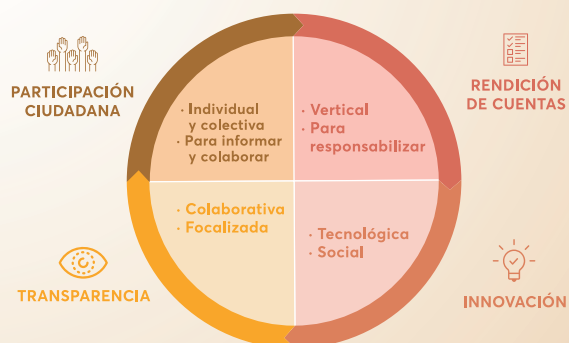 PARTICIPACIÓN
CIUDADANA
· Individual
y colectiva
· Para informar
y colaborar
· Vertical
· Para
responsabilizar
RENDICIÓN
DE CUENTAS
TRANSPARENCIA
· Colaborativa
· Focalizada
· Tecnológica
· Social
INNOVACIÓN